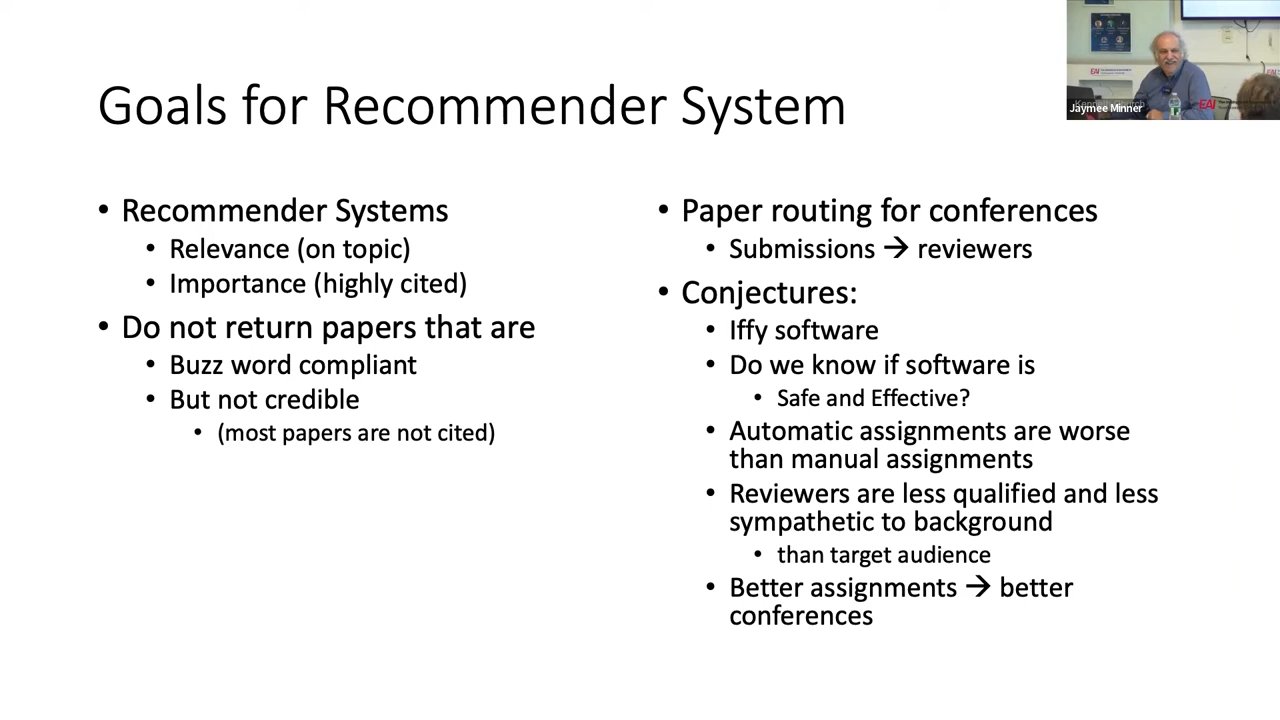 Goals for Recommender System
• Recommender Systems
• Relevance (on topic)
• Importance (highly cited)
• Do not return papers that are
• Buzz word compliant
• But not credible
• (most papers are not cited)
• Paper routing for conferences
• Submissions → reviewers
• Conjectures:
• Iffy software
• Do we know if software is
• Safe and Effective?
• Automatic assignments are worse
than manual assignments
• Reviewers are less qualified and less
sympathetic to background
• than target audience
• Better assignments → better
conferences
EAI
Jaymee Minner
EAI